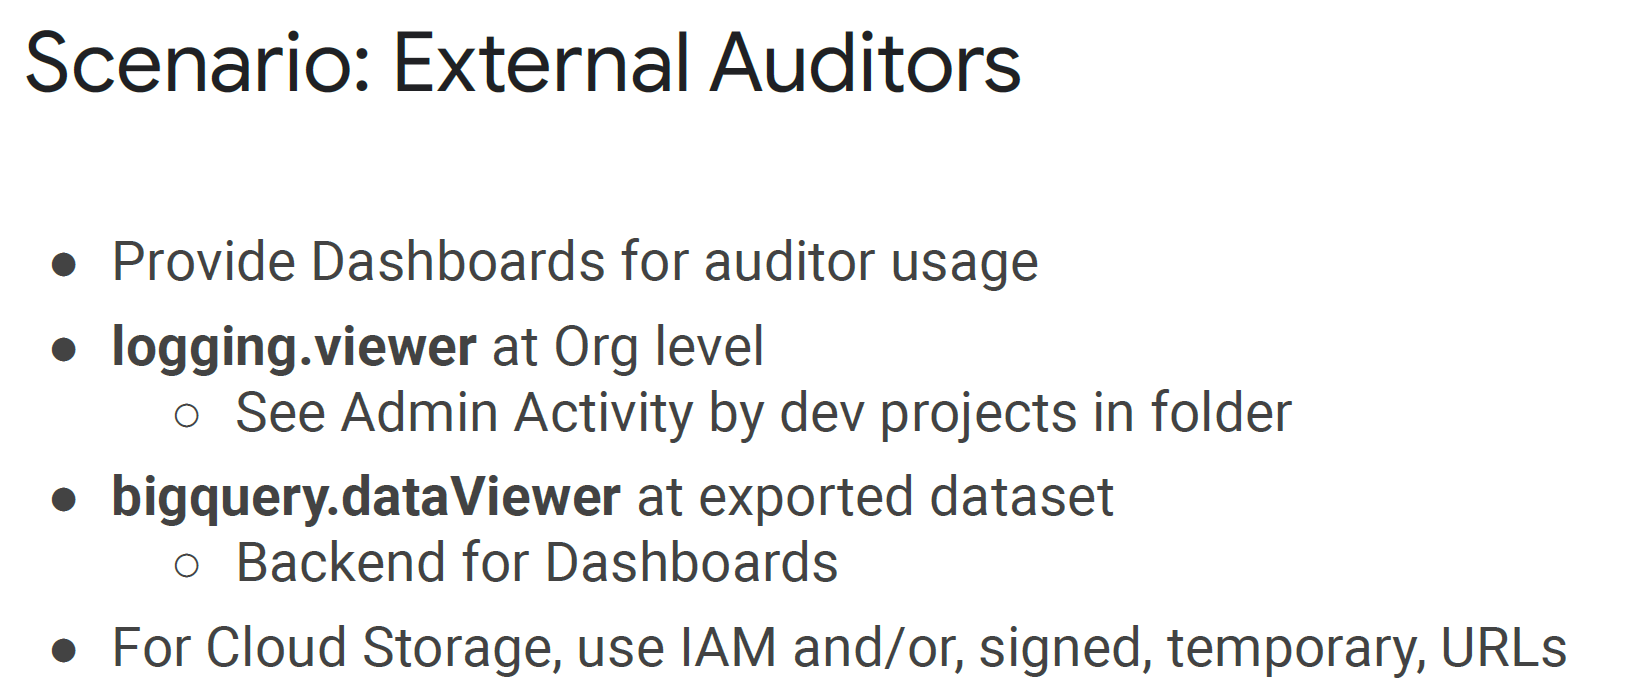 Scenario: External Auditors
● Provide Dashboards for auditor usage
● logging.viewer at Org level
○ See Admin Activity by dev projects in folder
● bigquery.dataViewer at exported dataset
○ Backend for Dashboards
● For Cloud Storage, use IAM and/or, signed, temporary, URLs